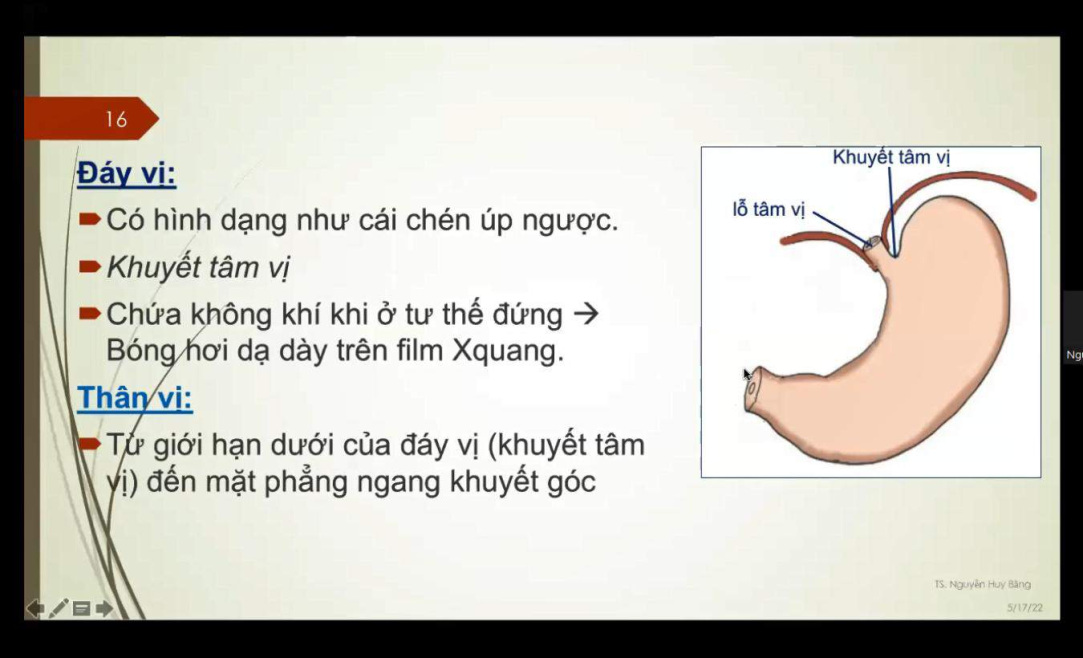 16
Đáy vị:
Có hình dạng như cái chén úp ngược.
Khuyết tâm vị
Chứa không khí khi ở tư thế đứng →
Bóng hơi dạ dày trên film Xquang.
Thân vị:
Từ giới hạn dưới của đáy vị (khuyết tâm
vị) đến mặt phẳng ngang khuyết góc
Khuyết tâm vị
lỗ tâm vị
TS. Nguyễn Huy Bằng
5/17/22